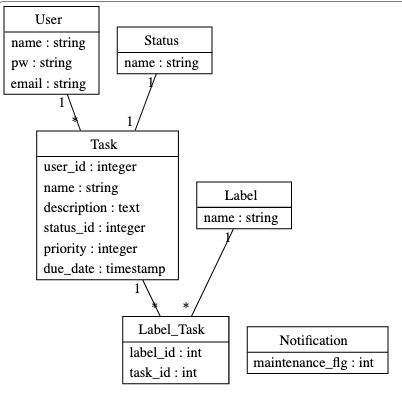 User
name : string
pw : string
email : string
Status
name : string
1
1
*
1
Task
user_id : integer
name : string
description : text
status_id : integer
priority : integer
due_date : timestamp
Label
name : string
1
1
*
*
Label_Task
label_id : int
task_id : int
Notification
maintenance_flg : int